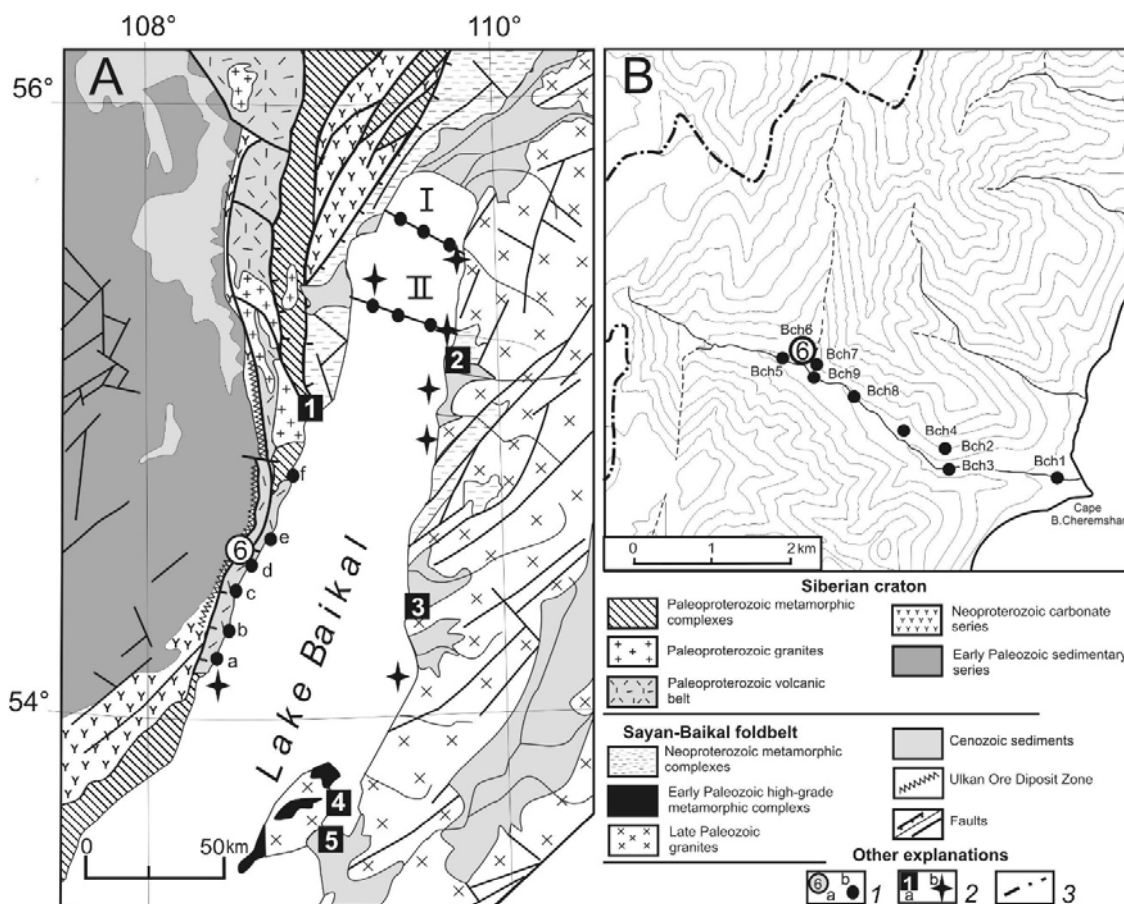 108°
110°
56°
54°
A
I
II
1
2
f
e
6
d
c
3
b
a
Lake Baikal
4
5
0
50km
B
Bch6
6
Bch7
Bch5
Bch9
Bch8
Bch4
Bch2
Bch3
Bch1
Cape
B.Cheremshan
0 1 2 km
Siberian craton
Paleoproterozoic metamorphic
complexes
Paleoproterozoic granites
Paleoproterozoic volcanic
belt
Neoproterozoic carbonate
series
Early Paleozoic sedimentary
series
Sayan-Baikal foldbelt
Neoproterozoic metamorphic
complexes
Early Paleozoic high-grade
metamorphic complexs
Late Paleozoic
granites
Cenozoic sediments
Ulkan Ore Diposit Zone
Faults
Other explanations
6 a b 1
1 a b 2
3